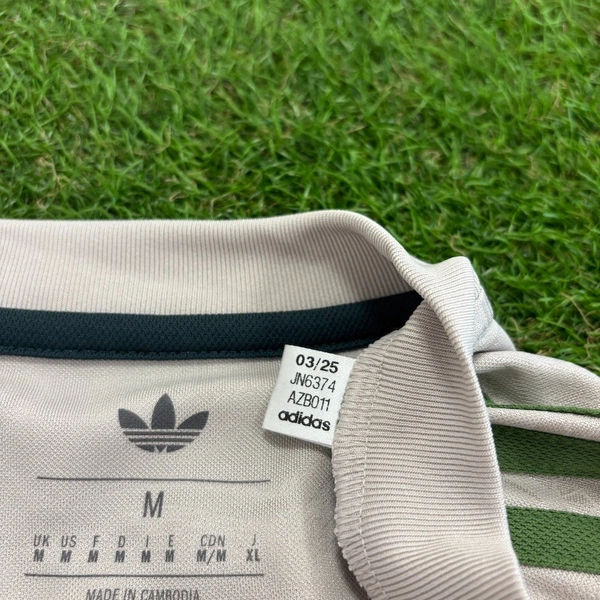 03/25
JN6374
AZB011
adidas
M
UK US F D I E CDN J
M M M M M M M/M XL
MADE IN CAMBODIA